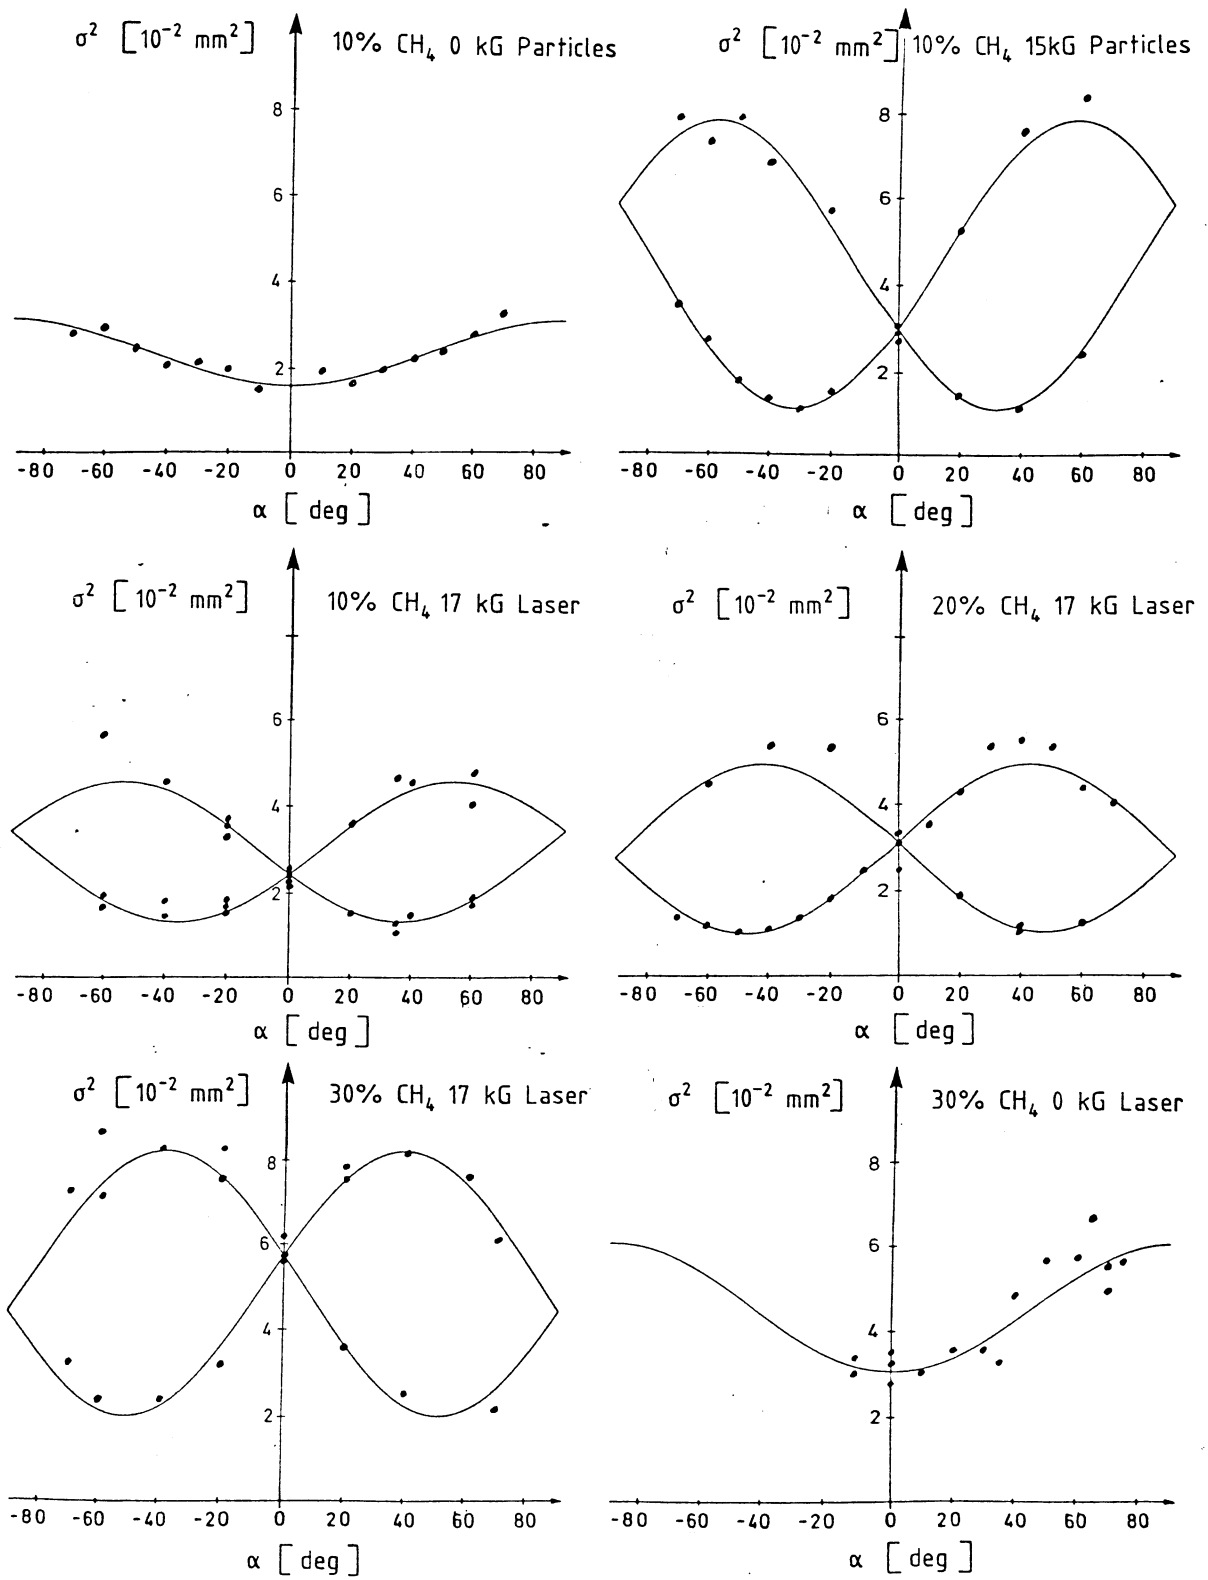 σ² [10⁻² mm²] 10% CH₄ 0 kG Particles
8
6
4
2
-80 -60 -40 -20 0 20 40 60 80
α [deg]
σ² [10⁻² mm²] 10% CH₄ 15kG Particles
8
6
4
2
-80 -60 -40 -20 0 20 40 60 80
α [deg]
σ² [10⁻² mm²] 10% CH₄ 17 kG Laser
6
4
2
-80 -60 -40 -20 0 20 40 60 80
α [deg]
σ² [10⁻² mm²] 20% CH₄ 17 kG Laser
6
4
2
-80 -60 -40 -20 0 20 40 60 80
α [deg]
σ² [10⁻² mm²] 30% CH₄ 17 kG Laser
8
6
4
2
-80 -60 -40 -20 0 20 40 60 80
α [deg]
σ² [10⁻² mm²] 30% CH₄ 0 kG Laser
8
6
4
2
-80 -60 -40 -20 0 20 40 60 80
α [deg]